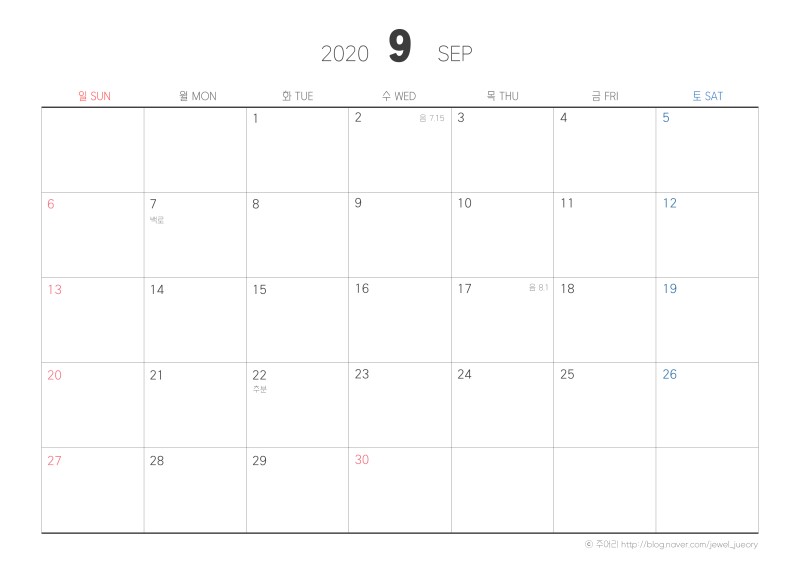 2020 9 SEP
일 SUN 월 MON 화 TUE 수 WED 목 THU 금 FRI 토 SAT
1 2 음 7.15 3 4 5
6 7 8 9 10 11 12
백로
13 14 15 16 17 음 8.1 18 19
20 21 22 23 24 25 26
추분
27 28 29 30
ⓒ 주어리 http://blog.naver.com/jewel_jueory